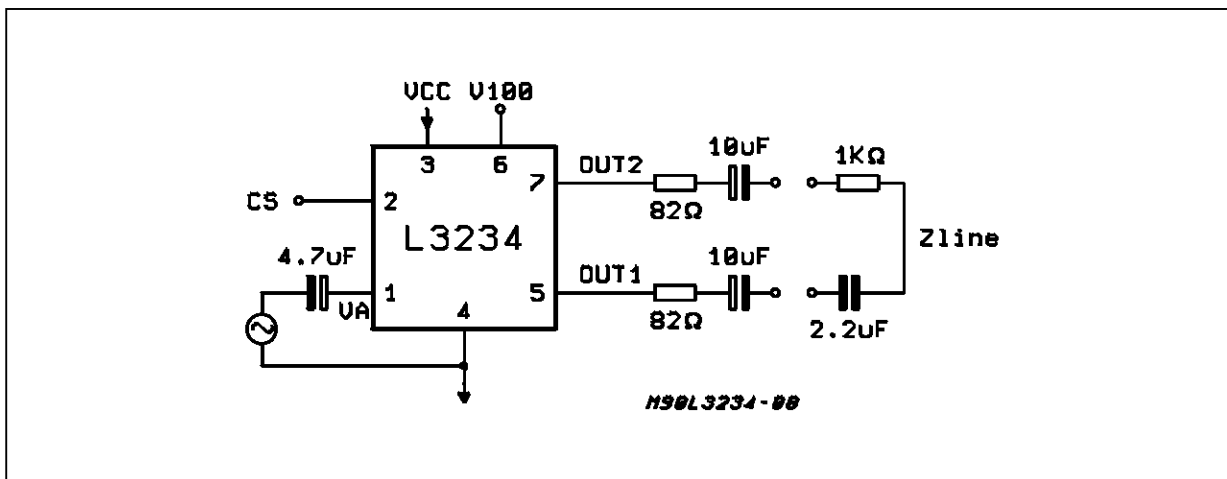 VCC V100
3 6
OUT2
7
10uF
1KΩ
82Ω
CS
2
L3234
Zline
4.7uF
OUT1
10uF
1
5
VA
4
82Ω
2.2uF
M90L3234-08